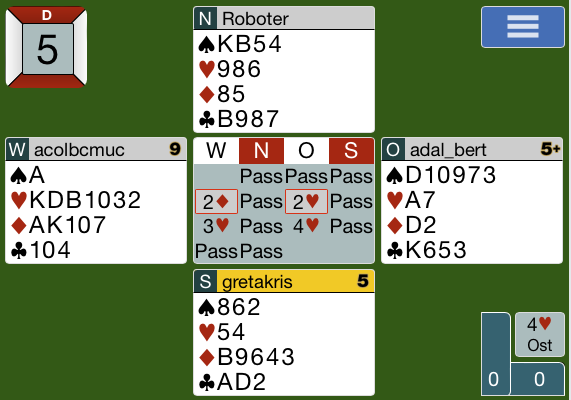 D
5
N Roboter
♠KB54
♥986
♦85
♣B987
W acolbcmuc 9
♠A
♥KDB1032
♦AK107
♣104
W N O S
Pass Pass Pass
2♦ Pass 2♥ Pass
3♥ Pass 4♥ Pass
Pass Pass
O adal_bert 5+
♠D10973
♥A7
♦D2
♣K653
S gretakris 5
♠862
♥54
♦B9643
♣AD2
4♥
Ost
0 0